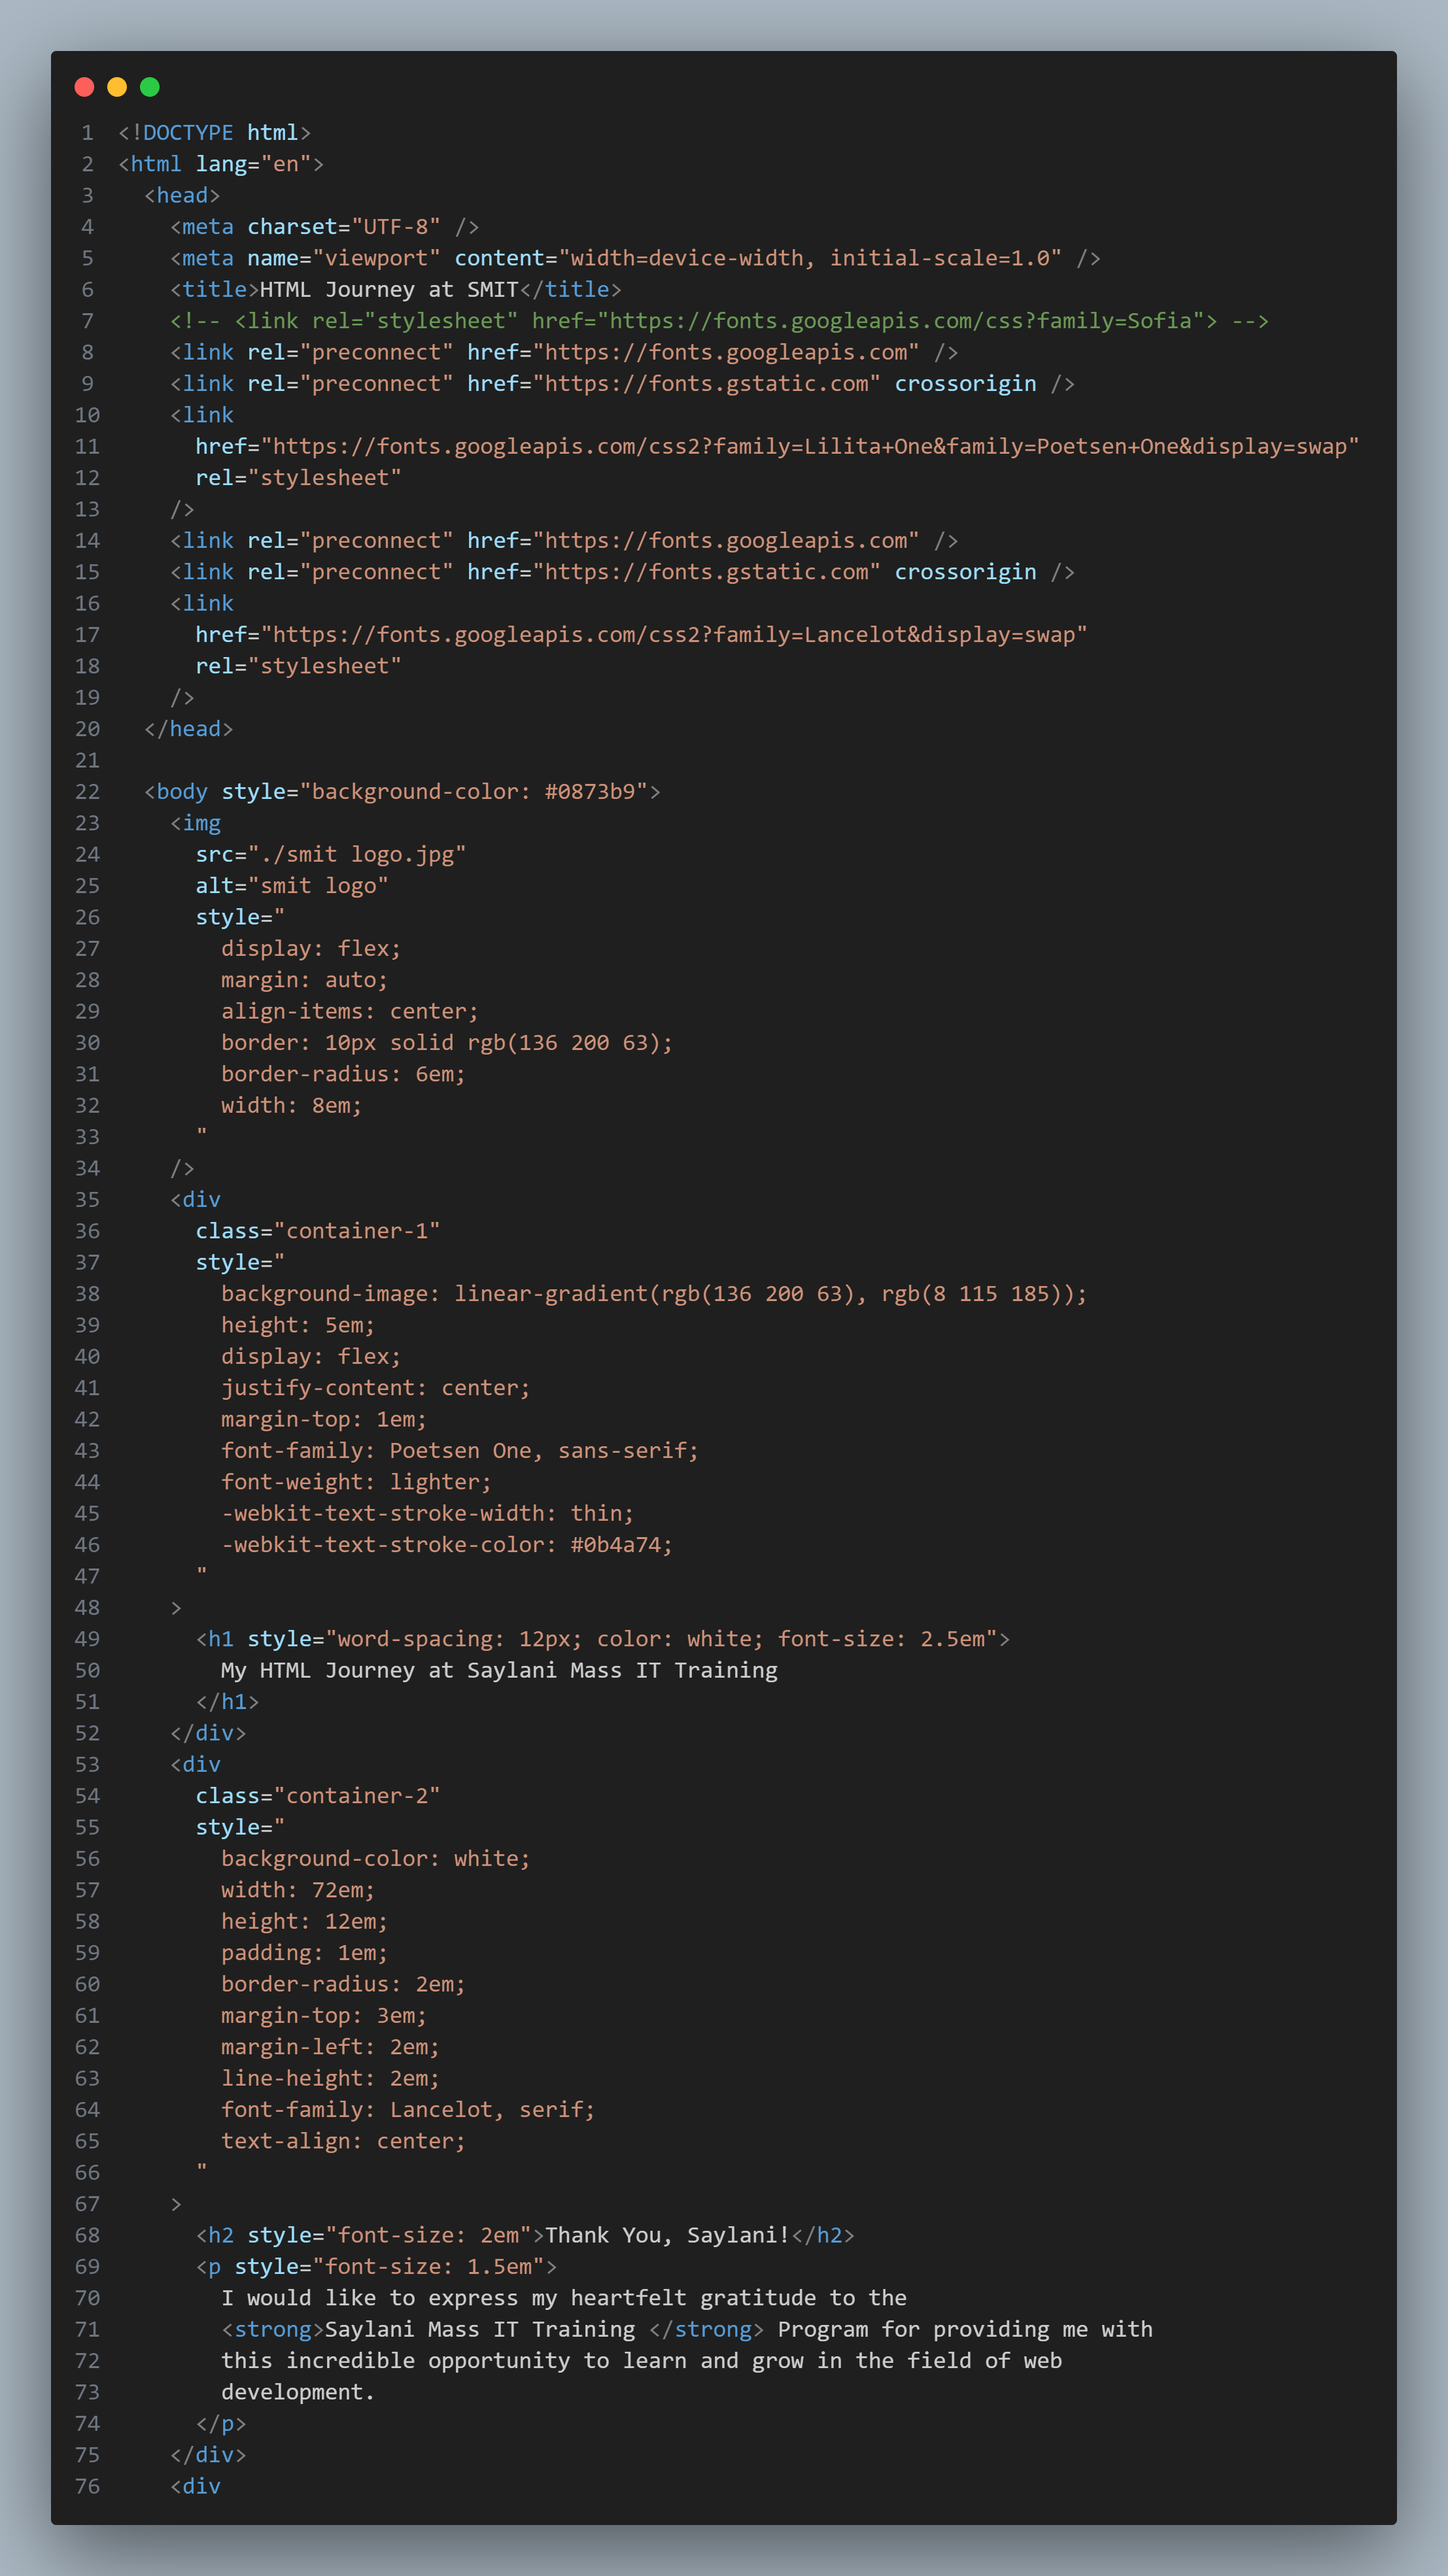 1 <!DOCTYPE html>
2 <html lang="en">
3   <head>
4     <meta charset="UTF-8" />
5     <meta name="viewport" content="width=device-width, initial-scale=1.0" />
6     <title>HTML Journey at SMIT</title>
7     <!-- <link rel="stylesheet" href="https://fonts.googleapis.com/css?family=Sofia"> -->
8     <link rel="preconnect" href="https://fonts.googleapis.com" />
9     <link rel="preconnect" href="https://fonts.gstatic.com" crossorigin />
10     <link
11       href="https://fonts.googleapis.com/css2?family=Lilita+One&family=Poetsen+One&display=swap"
12       rel="stylesheet"
13     />
14     <link rel="preconnect" href="https://fonts.googleapis.com" />
15     <link rel="preconnect" href="https://fonts.gstatic.com" crossorigin />
16     <link
17       href="https://fonts.googleapis.com/css2?family=Lancelot&display=swap"
18       rel="stylesheet"
19     />
20   </head>
21
22   <body style="background-color: #0873b9">
23     <img
24       src="./smit logo.jpg"
25       alt="smit logo"
26       style="
27         display: flex;
28         margin: auto;
29         align-items: center;
30         border: 10px solid rgb(136 200 63);
31         border-radius: 6em;
32         width: 8em;
33       "
34     />
35     <div
36       class="container-1"
37       style="
38         background-image: linear-gradient(rgb(136 200 63), rgb(8 115 185));
39         height: 5em;
40         display: flex;
41         justify-content: center;
42         margin-top: 1em;
43         font-family: Poetsen One, sans-serif;
44         font-weight: lighter;
45         -webkit-text-stroke-width: thin;
46         -webkit-text-stroke-color: #0b4a74;
47       "
48     >
49       <h1 style="word-spacing: 12px; color: white; font-size: 2.5em">
50         My HTML Journey at Saylani Mass IT Training
51       </h1>
52     </div>
53     <div
54       class="container-2"
55       style="
56         background-color: white;
57         width: 72em;
58         height: 12em;
59         padding: 1em;
60         border-radius: 2em;
61         margin-top: 3em;
62         margin-left: 2em;
63         line-height: 2em;
64         font-family: Lancelot, serif;
65         text-align: center;
66       "
67     >
68       <h2 style="font-size: 2em">Thank You, Saylani!</h2>
69       <p style="font-size: 1.5em">
70         I would like to express my heartfelt gratitude to the
71         <strong>Saylani Mass IT Training </strong> Program for providing me with
72         this incredible opportunity to learn and grow in the field of web
73         development.
74       </p>
75     </div>
76     <div